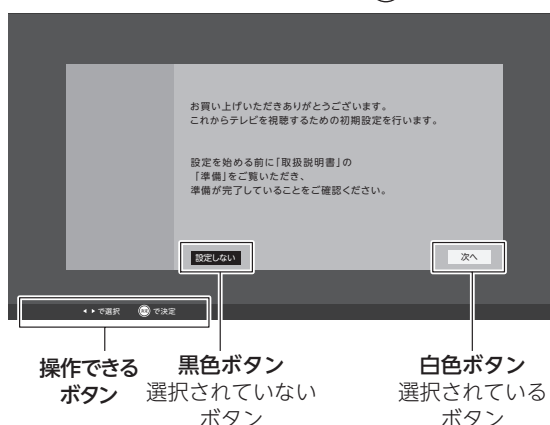 お買い上げいただきありがとうございます。
これからテレビを視聴するための初期設定を行います。
設定を始める前に「取扱説明書」の
「準備」をご覧いただき、
準備が完了していることをご確認ください。
設定しない
次へ
で選択 OK で決定
操作できる
ボタン
黒色ボタン
選択されていない
ボタン
白色ボタン
選択されている
ボタン